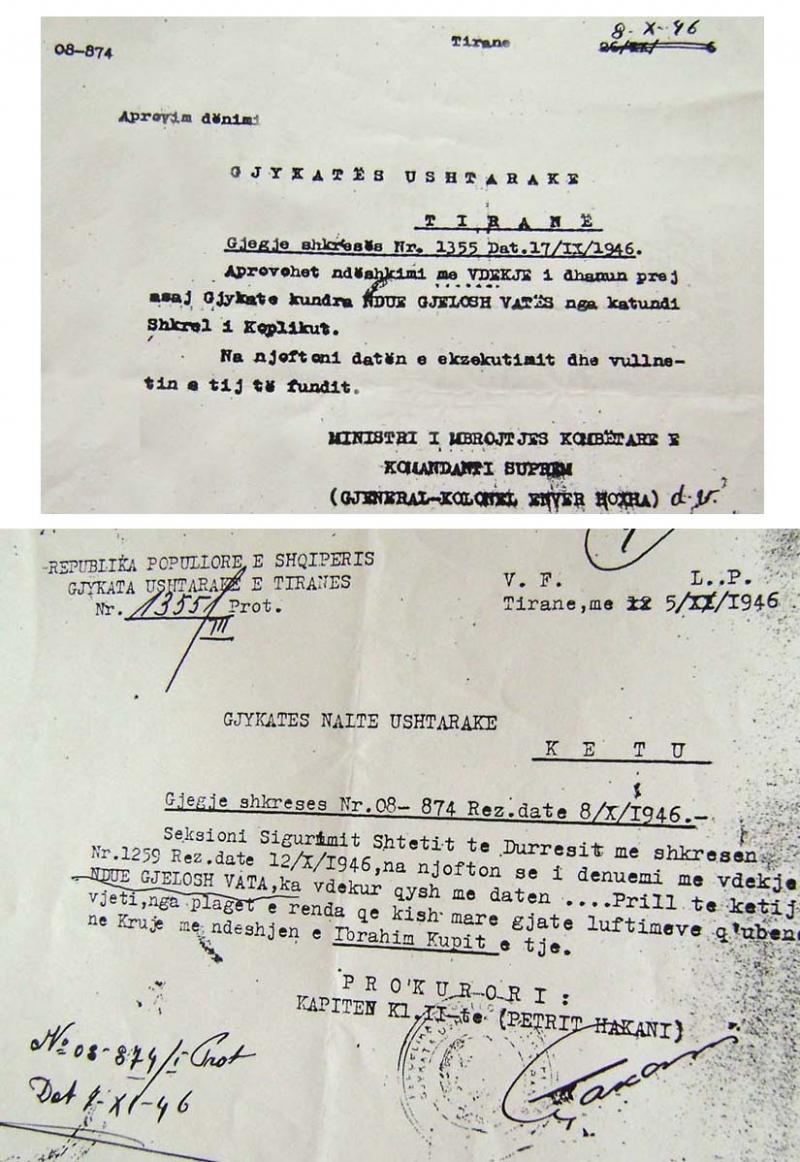 08-874
Tirane
8-X-46
Aprovim dënimi
GJYKATËS USHTARAKE
TIRANË
Gjegje shkresës Nr. 1355 Dat.17/IX/1946.
Aprovohet ndëshkimi me VDEKJE i dhanun prej
asaj Gjykate kundra NDUE GJELOSH VATËS nga katundi
Shkrel i Koplikut.
Na njoftoni datën e ekzekutimit dhe vullne-
tin e tij të fundit.
MINISTRI I MBROJTJES KOMBËTARE E
KOMANDANTI SUPREM
(GJENERAL-KOLONEL ENVER HOXHA) d.v.
REPUBLIKA POPULLORE E SHQIPERIS
GJYKATA USHTARAKE E TIRANES
Nr. 1355/III Prot.
V. F. L..P.
Tirane,me 5/XI/1946
GJYKATES NALTE USHTARAKE
KETU
Gjegje shkreses Nr.08- 874 Rez.date 8/X/1946.-
Seksioni Sigurimit Shtetit te Durresit me shkresen
Nr.1259 Rez.date 12/X/1946,na njofton se i denuemi me vdekje
NDUE GJELOSH VATA,ka vdekur qysh me daten ....Prill te ketij
vjeti,nga plaget e renda qe kish mare gjate luftimeve q'ubene
ne Kruje me ndeshjen e Ibrahim Kupit e tje.
PRO'KURORI:
KAPITEN Kl.II-te (PETRIT HAKANI)
No 08-874/I Prot
Dat 7-XI-46